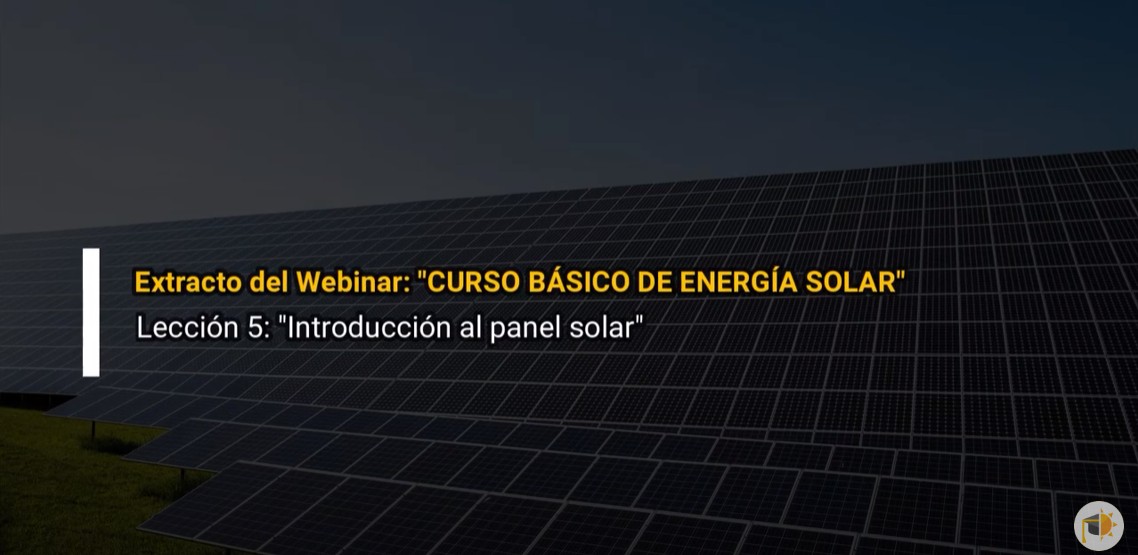 Extracto del Webinar: "CURSO BÁSICO DE ENERGÍA SOLAR"
Lección 5: "Introducción al panel solar"